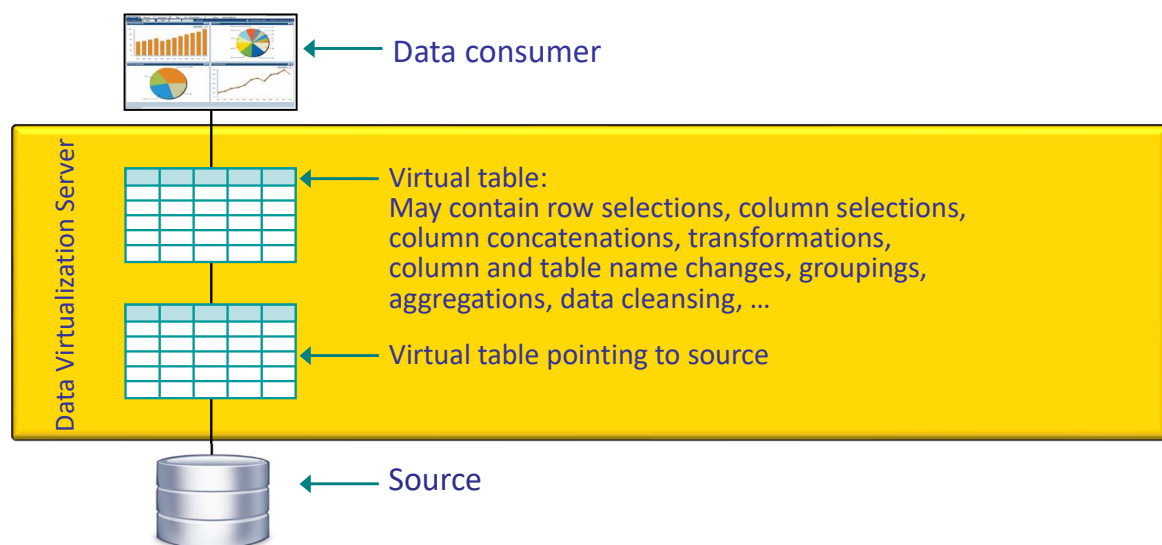 Data consumer
Data Virtualization Server
Virtual table:
May contain row selections, column selections,
column concatenations, transformations,
column and table name changes, groupings,
aggregations, data cleansing, ...
Virtual table pointing to source
Source